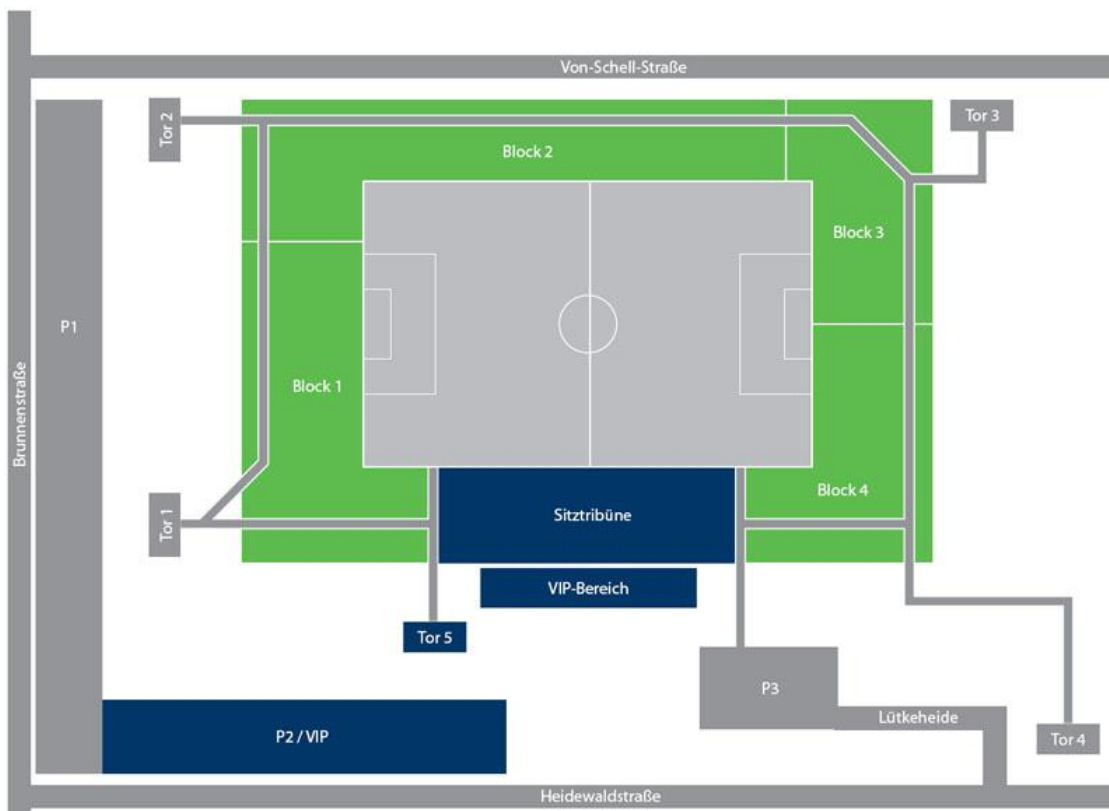 Von-Schell-Straße
Tor 2
Tor 3
Block 2
Block 3
P1
Brunnenstraße
Block 1
Block 4
Tor 1
Sitztribüne
VIP-Bereich
Tor 5
P3
Lütkeheide
P2 / VIP
Tor 4
Heidewaldstraße